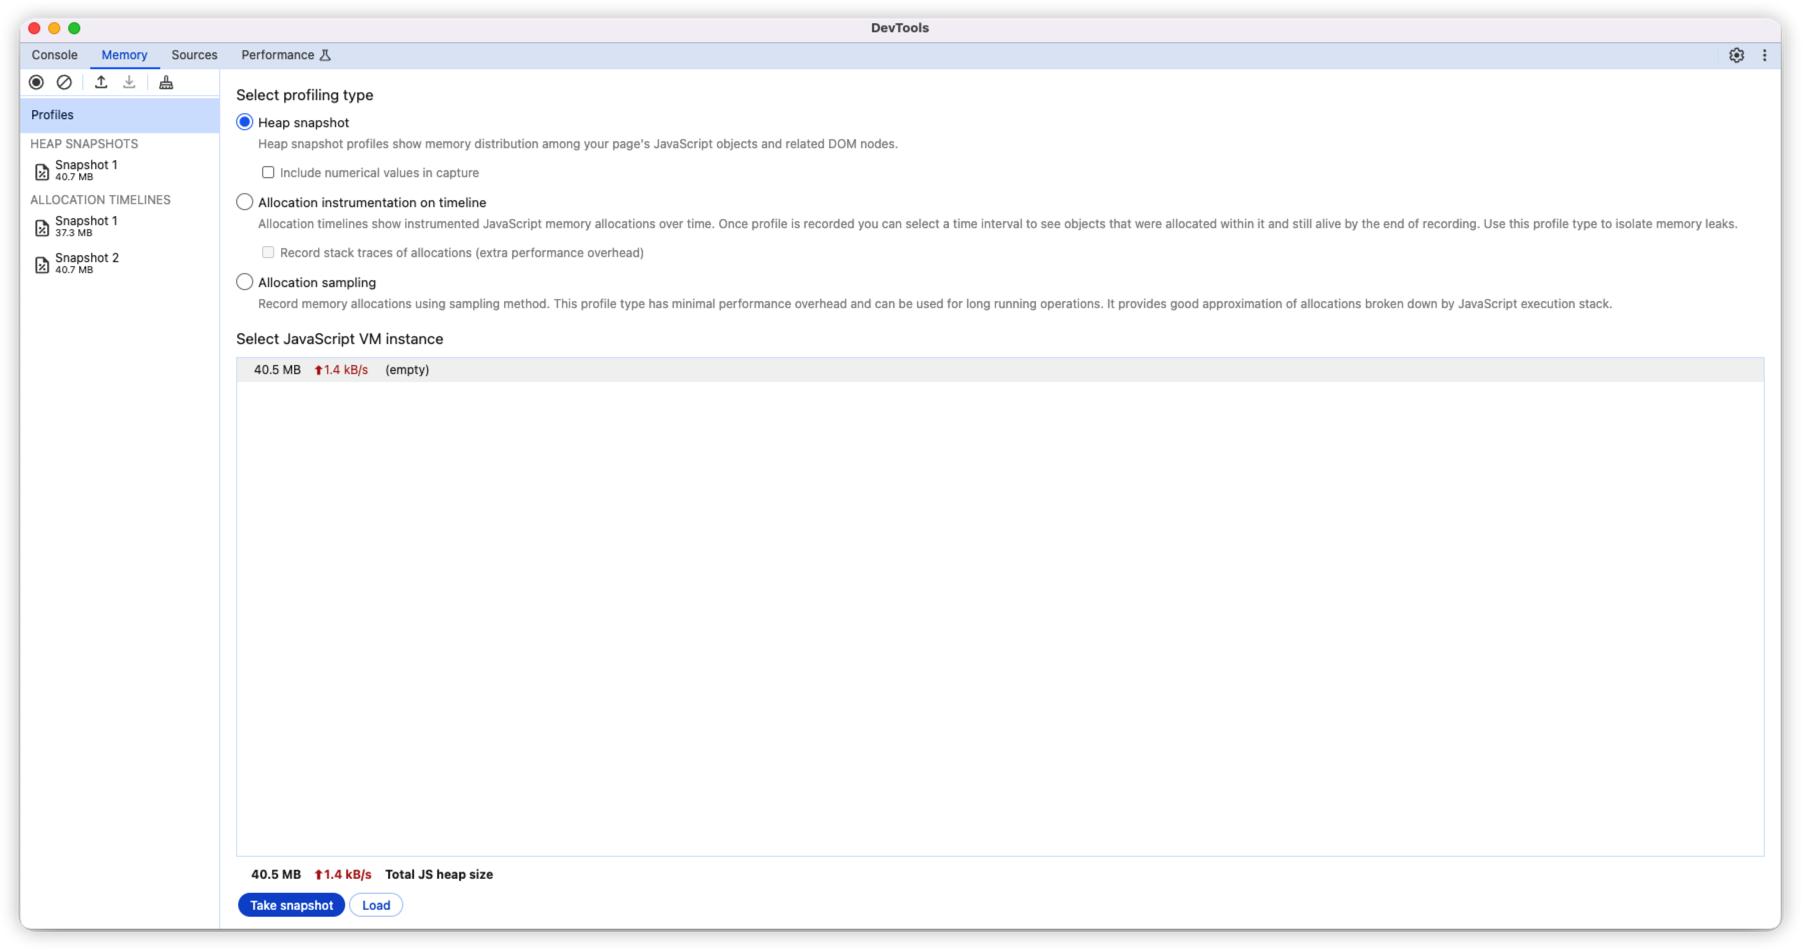 DevTools
Console Memory Sources Performance
Profiles
HEAP SNAPSHOTS
Snapshot 1
40.7 MB
ALLOCATION TIMELINES
Snapshot 1
37.3 MB
Snapshot 2
40.7 MB
Select profiling type
Heap snapshot
Heap snapshot profiles show memory distribution among your page's JavaScript objects and related DOM nodes.
Include numerical values in capture
Allocation instrumentation on timeline
Allocation timelines show instrumented JavaScript memory allocations over time. Once profile is recorded you can select a time interval to see objects that were allocated within it and still alive by the end of recording. Use this profile type to isolate memory leaks.
Record stack traces of allocations (extra performance overhead)
Allocation sampling
Record memory allocations using sampling method. This profile type has minimal performance overhead and can be used for long running operations. It provides good approximation of allocations broken down by JavaScript execution stack.
Select JavaScript VM instance
40.5 MB ⬆1.4 kB/s (empty)
40.5 MB ⬆1.4 kB/s Total JS heap size
Take snapshot Load